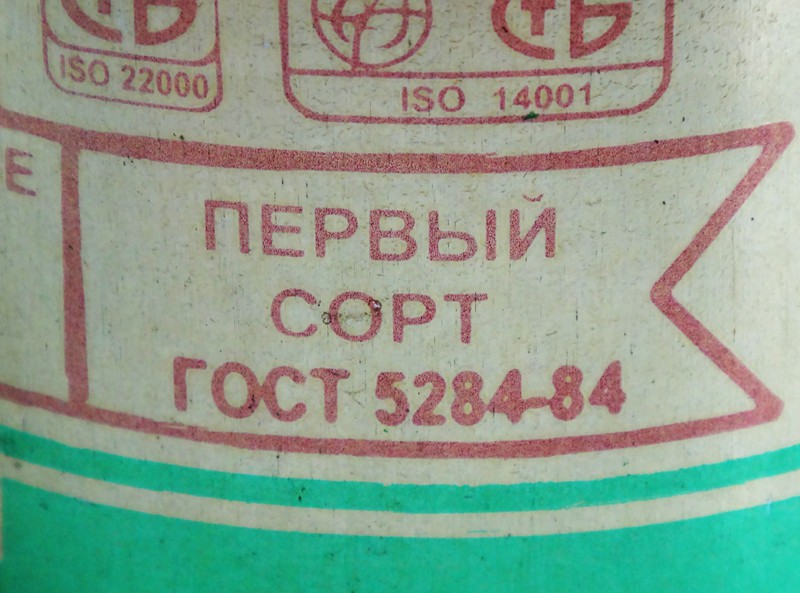 ISO 22000
ISO 14001
Е
ПЕРВЫЙ
СОРТ
ГОСТ 5284-84